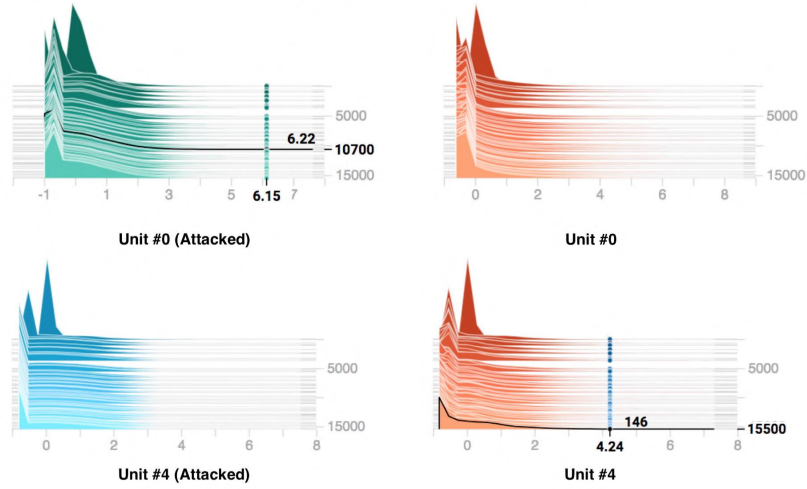 5000
6.22
10700
15000
-1 1 3 5 7
6.15
Unit #0 (Attacked)
5000
15000
0 2 4 6 8
Unit #0
5000
15000
0 2 4 6 8
Unit #4 (Attacked)
5000
146
15500
0 2 6 8
4.24
Unit #4